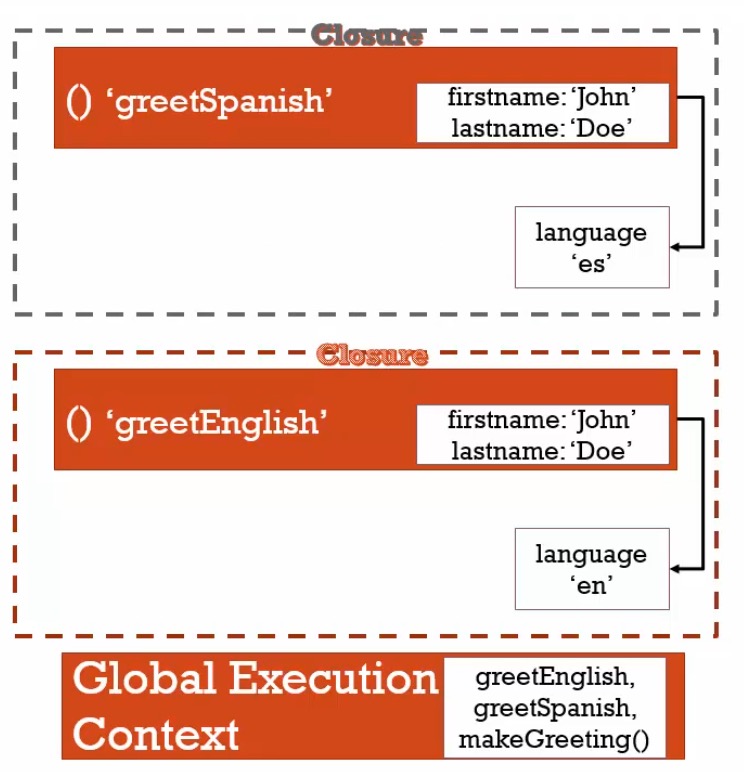 Closure
() ‘greetSpanish’
firstname: ‘John’
lastname: ‘Doe’
language
‘es’
Closure
() ‘greetEnglish’
firstname: ‘John’
lastname: ‘Doe’
language
‘en’
Global Execution
Context
greetEnglish,
greetSpanish,
makeGreeting()